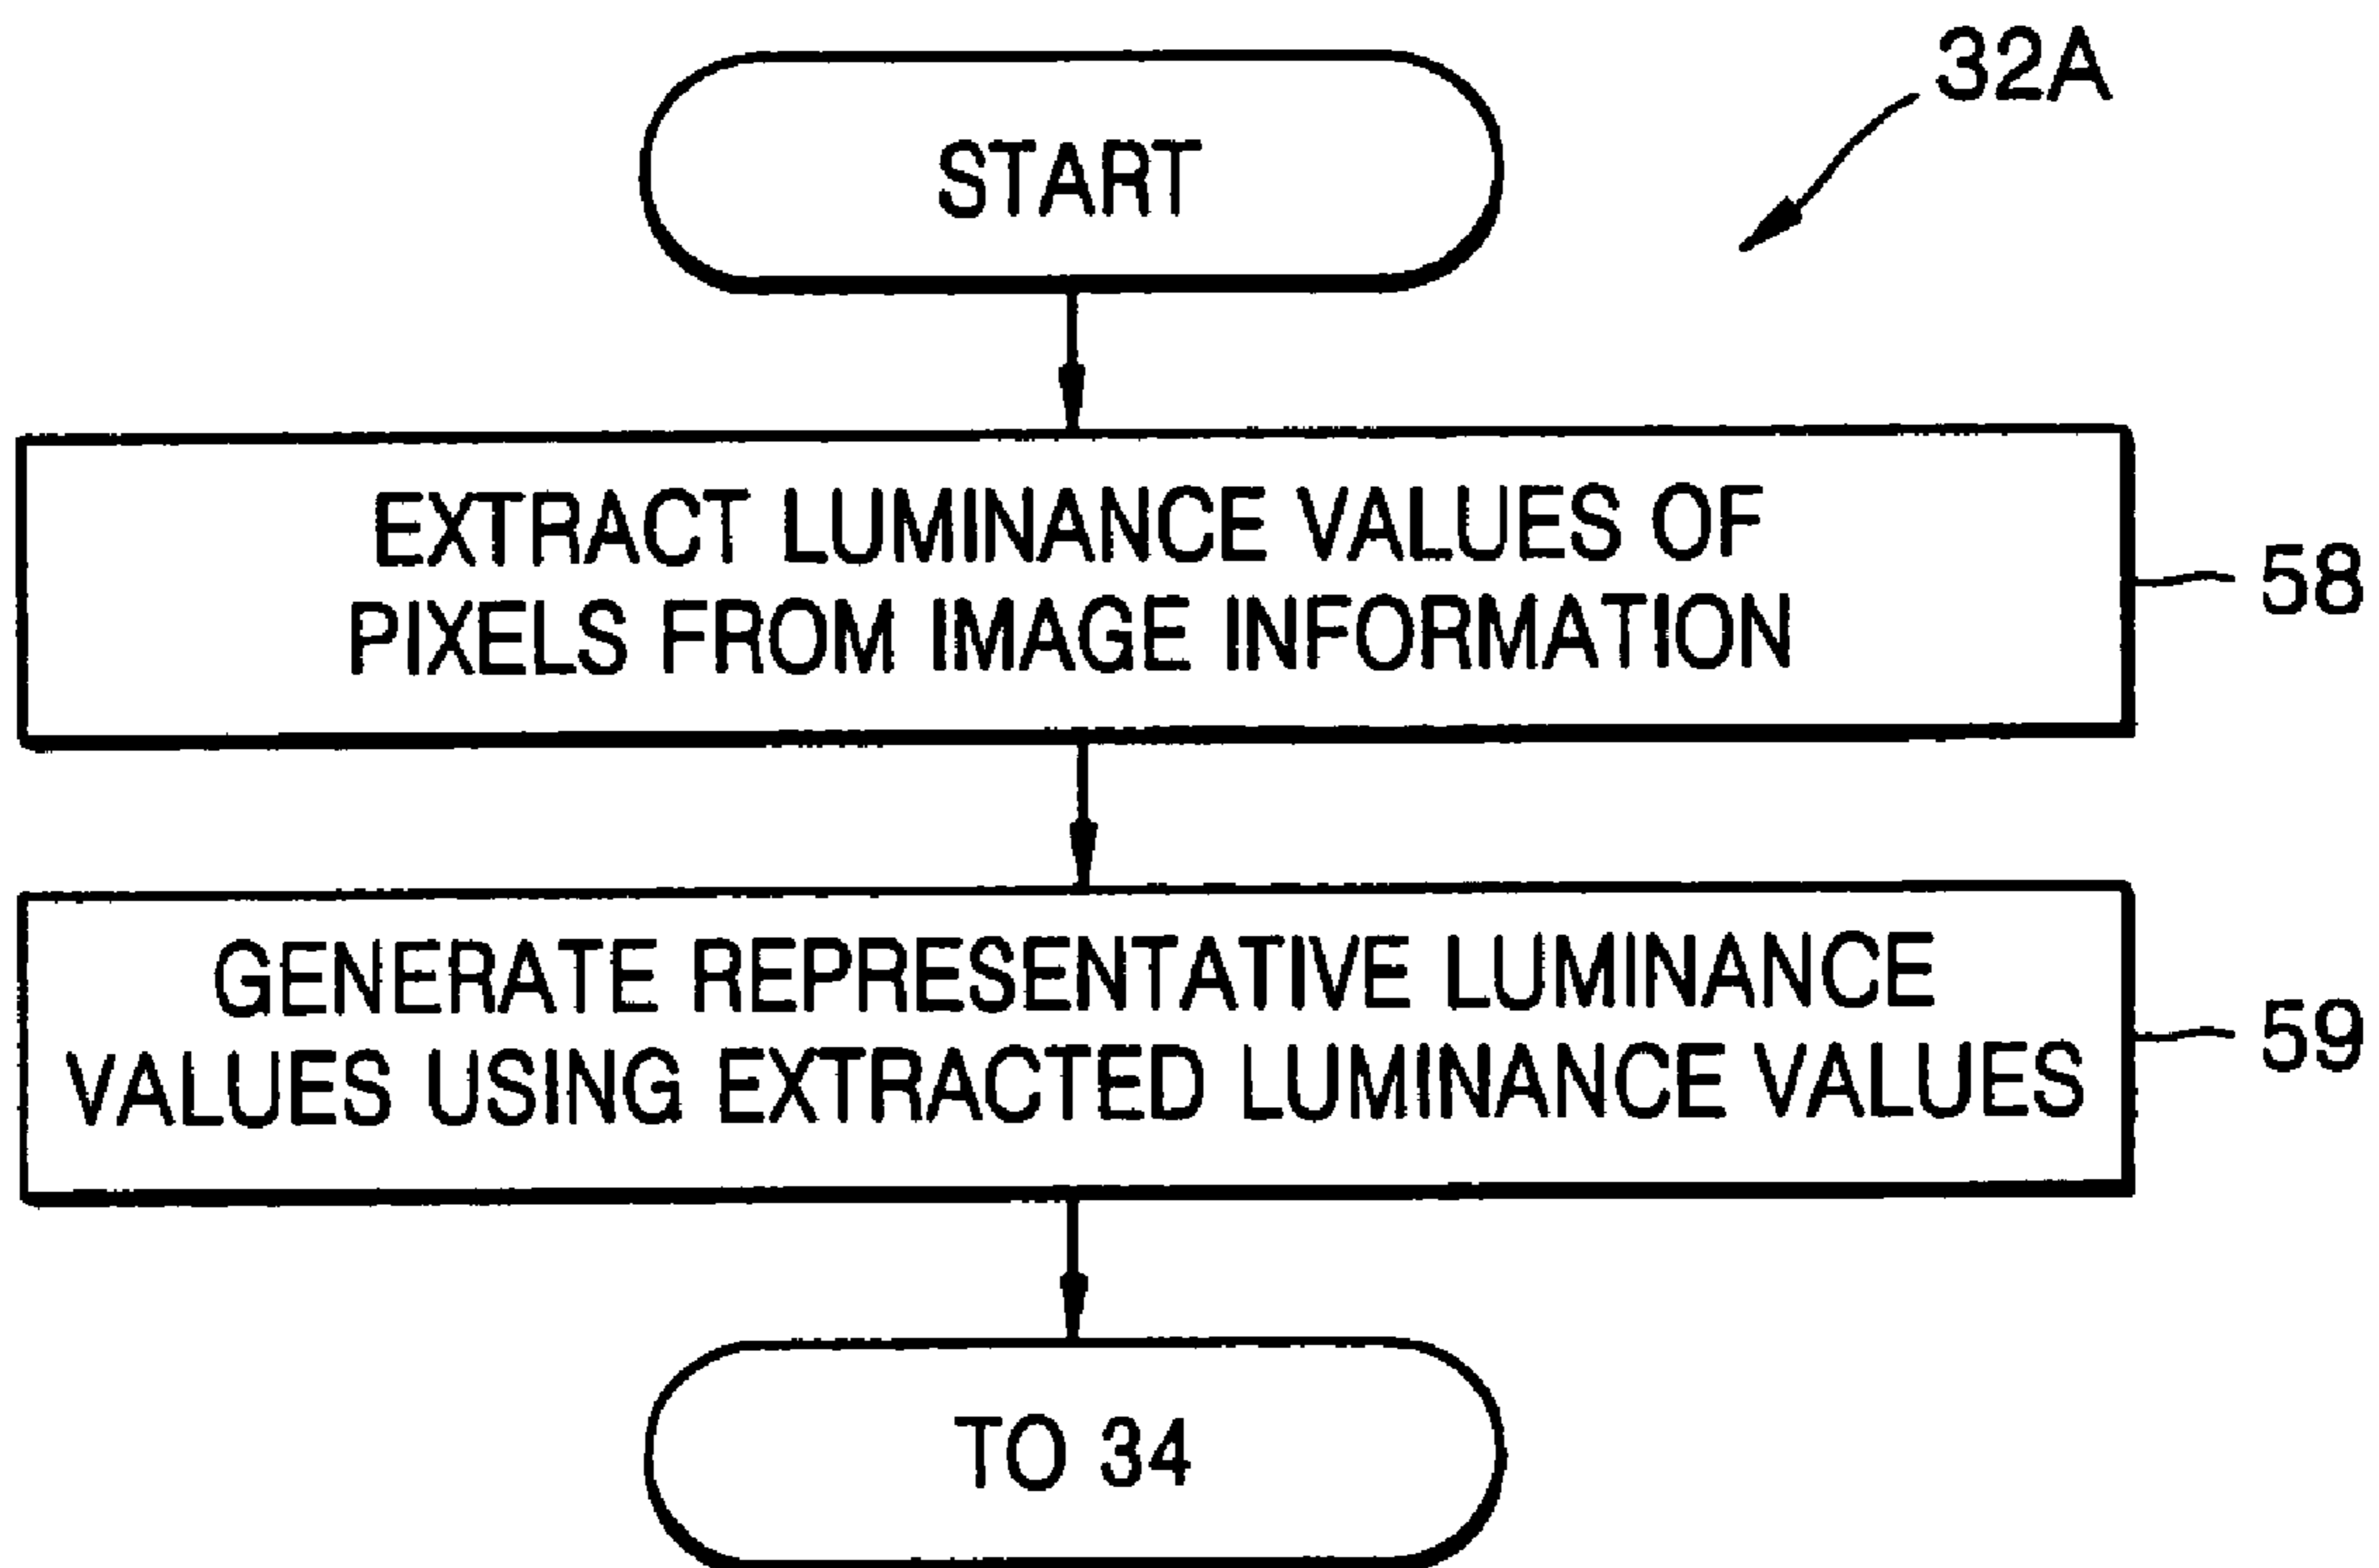 32A
START
EXTRACT LUMINANCE VALUES OF
PIXELS FROM IMAGE INFORMATION
58
GENERATE REPRESENTATIVE LUMINANCE
VALUES USING EXTRACTED LUMINANCE VALUES
59
TO 34